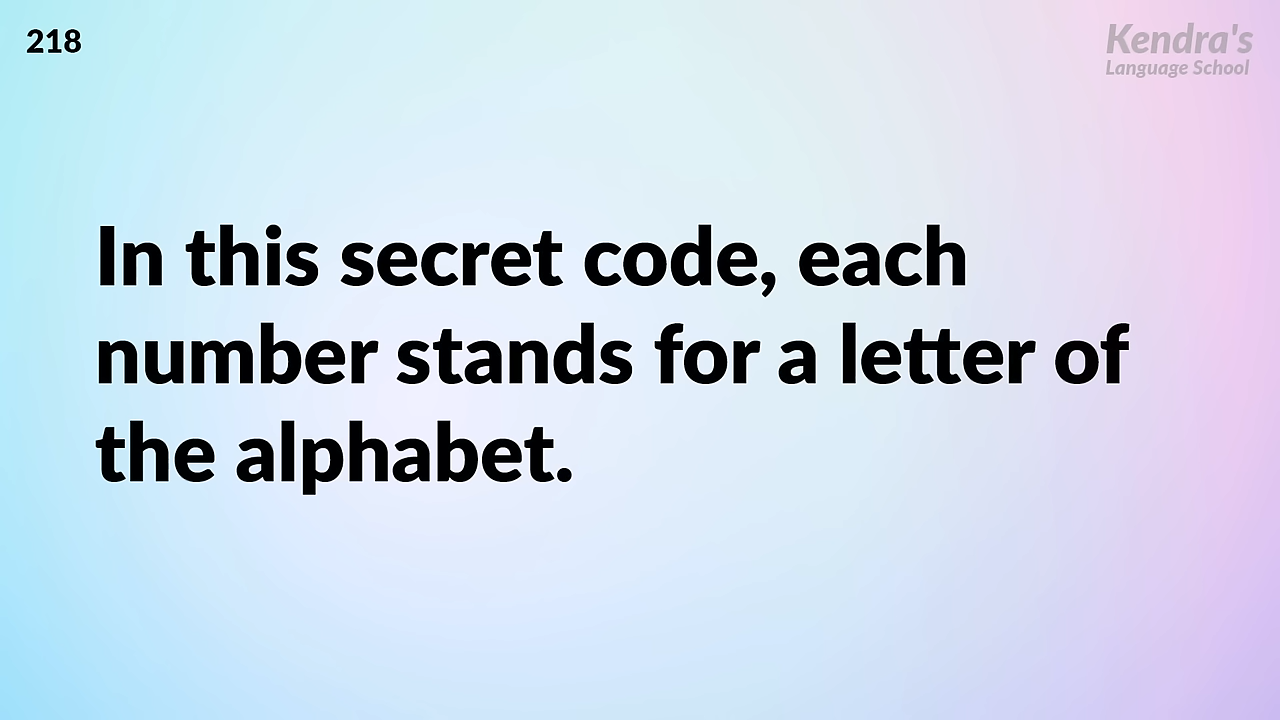 218
Kendra's
Language School
In this secret code, each
number stands for a letter of
the alphabet.